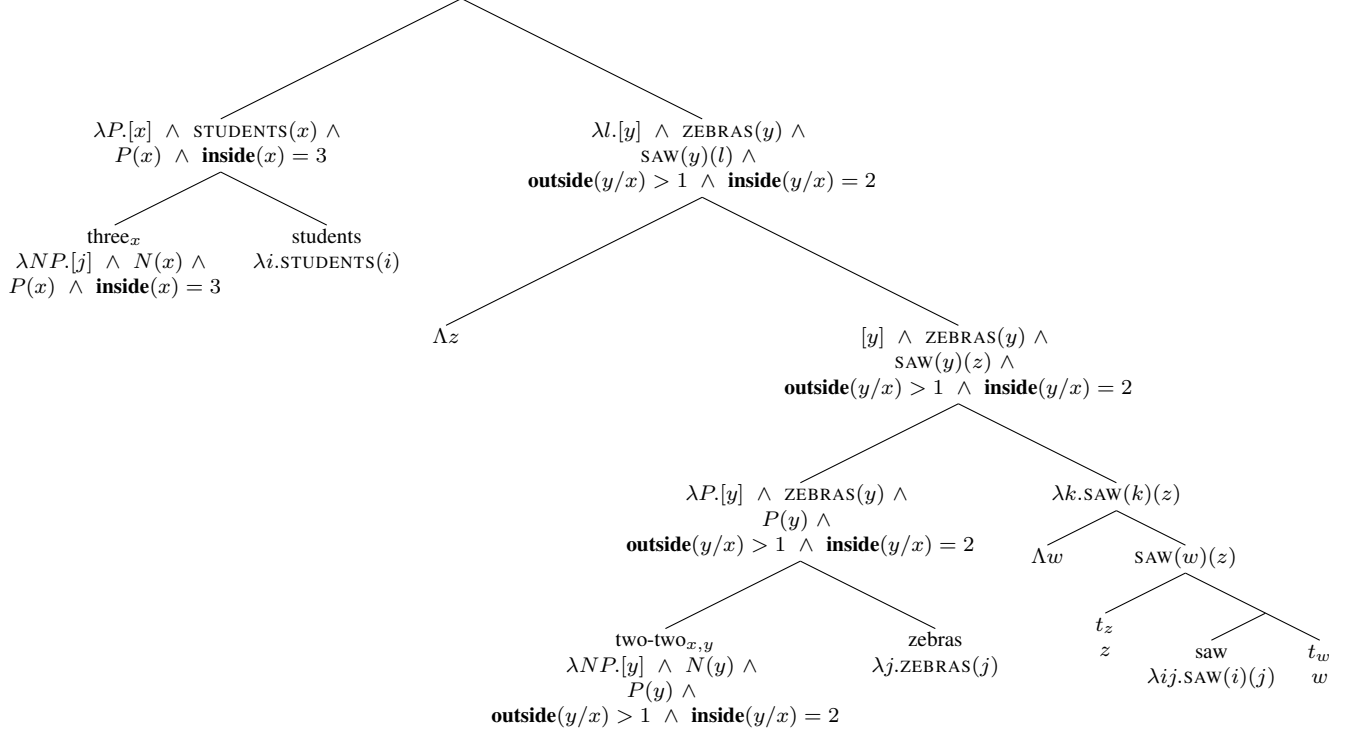 λP.[x] ∧ STUDENTS(x) ∧
P(x) ∧ inside(x) = 3
λl.[y] ∧ ZEBRAS(y) ∧
SAW(y)(l) ∧
outside(y/x) > 1 ∧ inside(y/x) = 2
three_x
λNP.[j] ∧ N(x) ∧
P(x) ∧ inside(x) = 3
students
λi.STUDENTS(i)
Λz
[y] ∧ ZEBRAS(y) ∧
SAW(y)(z) ∧
outside(y/x) > 1 ∧ inside(y/x) = 2
λP.[y] ∧ ZEBRAS(y) ∧
P(y) ∧
outside(y/x) > 1 ∧ inside(y/x) = 2
λk.SAW(k)(z)
Λw
SAW(w)(z)
two-two_x,y
λNP.[y] ∧ N(y) ∧
P(y) ∧
outside(y/x) > 1 ∧ inside(y/x) = 2
zebras
λj.ZEBRAS(j)
t_z
z
saw
λij.SAW(i)(j)
t_w
w